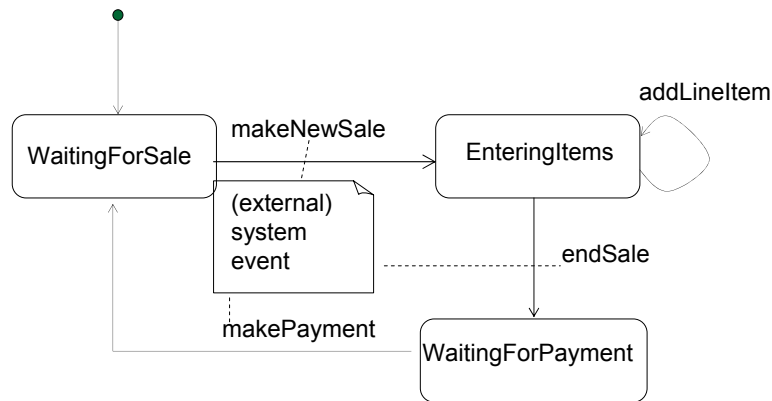 addLineItem
makeNewSale
WaitingForSale
EnteringItems
(external)
system
event
endSale
makePayment
WaitingForPayment